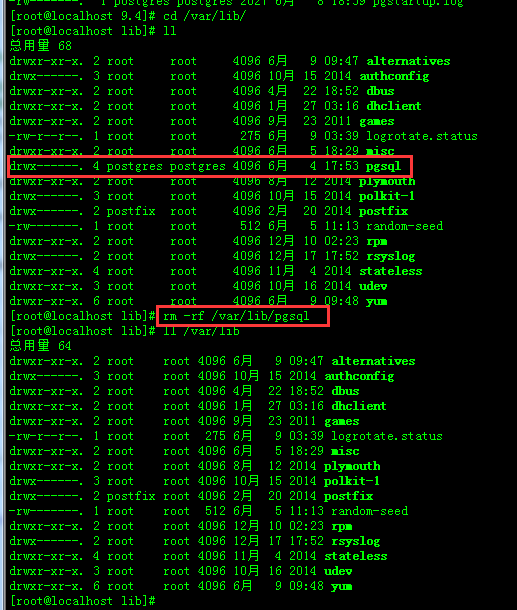 -rw------- 1 postgres postgres 2027 6月 8 18:59 pgstartup.log
[root@localhost 9.4]# cd /var/lib/
[root@localhost lib]# ll
总用量 68
drwxr-xr-x. 2 root root 4096 6月 9 09:47 alternatives
drwx------. 3 root root 4096 10月 15 2014 authconfig
drwxr-xr-x. 2 root root 4096 4月 22 18:52 dbus
drwxr-xr-x. 2 root root 4096 1月 27 03:16 dhclient
drwxr-xr-x. 2 root root 4096 9月 23 2011 games
-rw-r--r--. 1 root root 275 6月 9 03:39 logrotate.status
drwxr-xr-x. 2 root root 4096 6月 5 18:29 misc
drwx------. 4 postgres postgres 4096 6月 4 17:53 pgsql
drwxr-xr-x. 2 root root 4096 8月 12 2014 plymouth
drwxr-xr-x. 3 root root 4096 10月 15 2014 polkit-1
drwx------. 2 postfix root 4096 2月 20 2014 postfix
-rw-------. 1 root root 512 6月 5 11:13 random-seed
drwxr-xr-x. 2 root root 4096 12月 10 02:23 rpm
drwx------. 2 root root 4096 12月 17 17:52 rsyslog
drwxr-xr-x. 4 root root 4096 11月 4 2014 stateless
drwxr-xr-x. 3 root root 4096 10月 16 2014 udev
drwxr-xr-x. 6 root root 4096 6月 9 09:48 yum
[root@localhost lib]# rm -rf /var/lib/pgsql
[root@localhost lib]# ll /var/lib
总用量 64
drwxr-xr-x. 2 root root 4096 6月 9 09:47 alternatives
drwx------. 3 root root 4096 10月 15 2014 authconfig
drwxr-xr-x. 2 root root 4096 4月 22 18:52 dbus
drwxr-xr-x. 2 root root 4096 1月 27 03:16 dhclient
drwxr-xr-x. 2 root root 4096 9月 23 2011 games
-rw-r--r--. 1 root root 275 6月 9 03:39 logrotate.status
drwxr-xr-x. 2 root root 4096 6月 5 18:29 misc
drwxr-xr-x. 2 root root 4096 8月 12 2014 plymouth
drwx------. 3 root root 4096 10月 15 2014 polkit-1
drwx------. 2 postfix root 4096 2月 20 2014 postfix
-rw-------. 1 root root 512 6月 5 11:13 random-seed
drwxr-xr-x. 2 root root 4096 12月 10 02:23 rpm
drwx------. 2 root root 4096 12月 17 17:52 rsyslog
drwxr-xr-x. 4 root root 4096 11月 4 2014 stateless
drwxr-xr-x. 3 root root 4096 10月 16 2014 udev
drwxr-xr-x. 6 root root 4096 6月 9 09:48 yum
[root@localhost lib]#